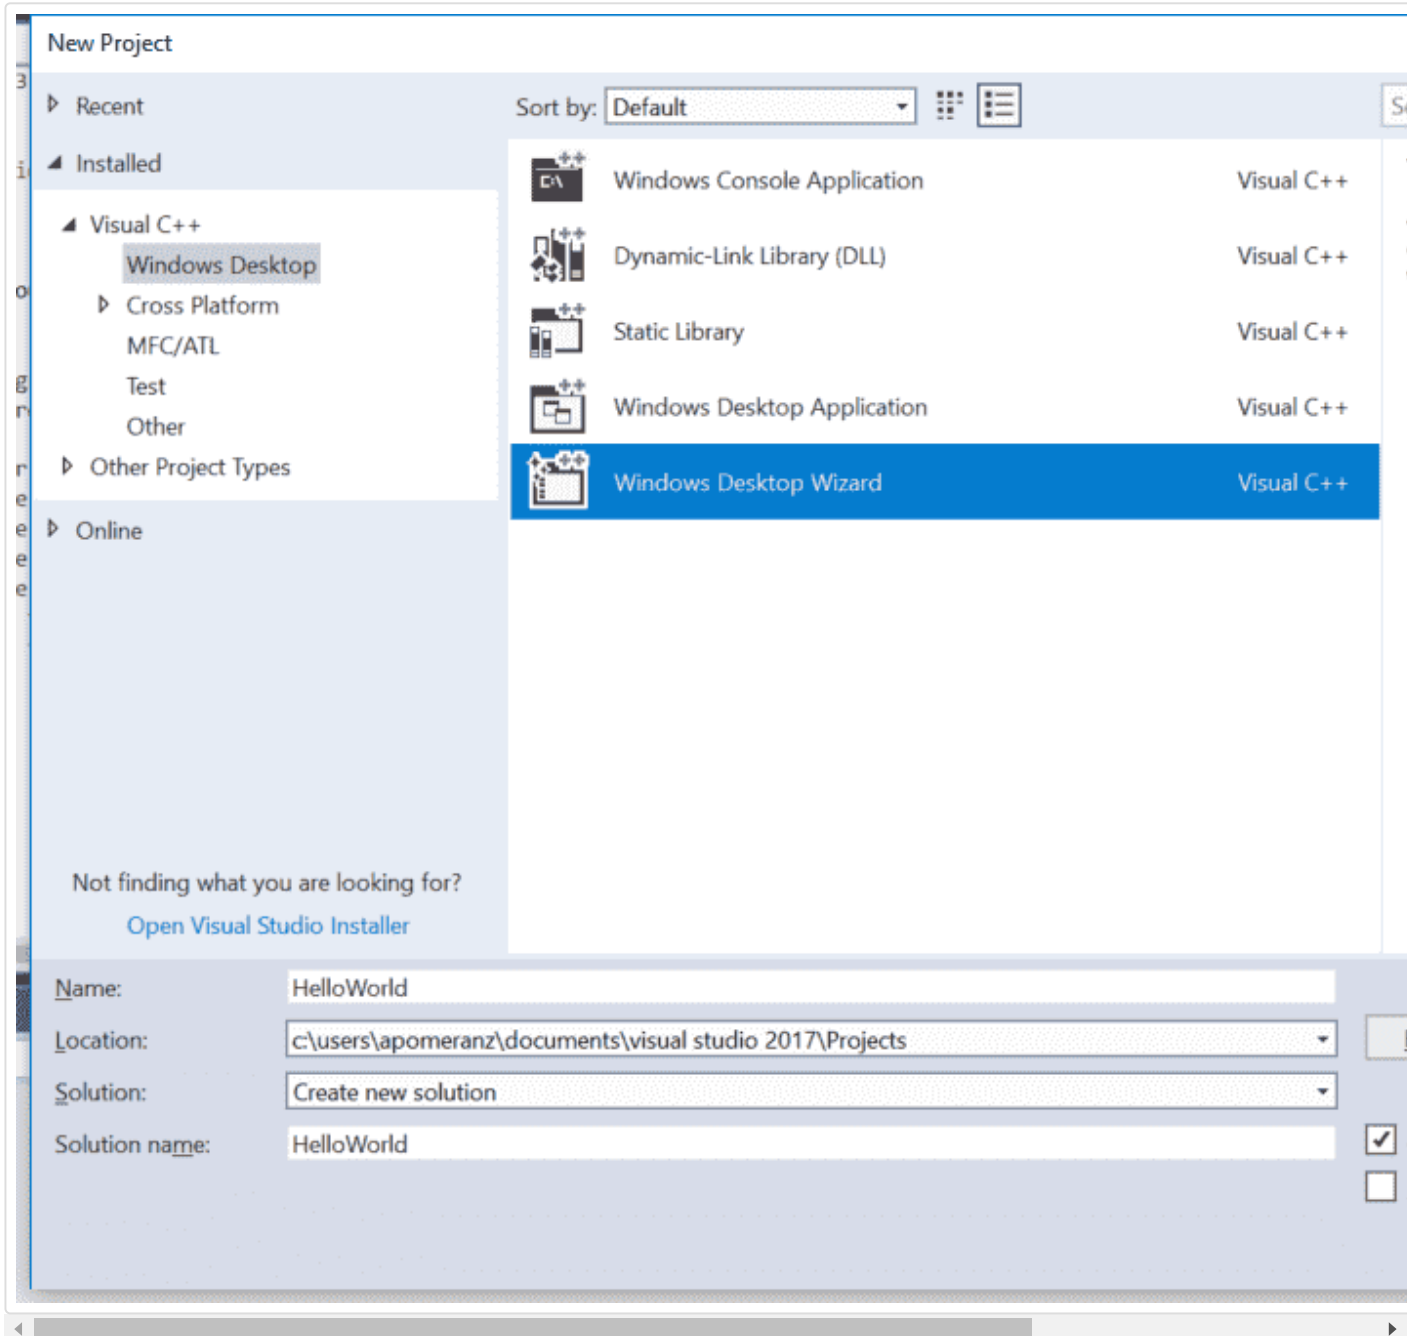 New Project
Recent
Installed
Visual C++
Windows Desktop
Cross Platform
MFC/ATL
Test
Other
Other Project Types
Online
Not finding what you are looking for?
Open Visual Studio Installer
Sort by: Default
Windows Console Application Visual C++
Dynamic-Link Library (DLL) Visual C++
Static Library Visual C++
Windows Desktop Application Visual C++
Windows Desktop Wizard Visual C++
Name: HelloWorld
Location: c:\users\apomeranz\documents\visual studio 2017\Projects
Solution: Create new solution
Solution name: HelloWorld